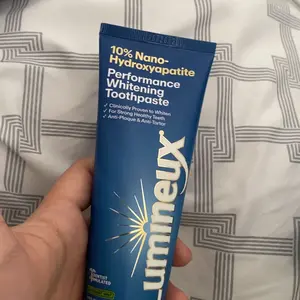 10% Nano-
Hydroxyapatite
Performance
Whitening
Toothpaste
✓ Clinically Proven to Whiten
✓ For Strong Healthy Teeth
✓ Anti-Plaque & Anti-Tartar
Lumineux®